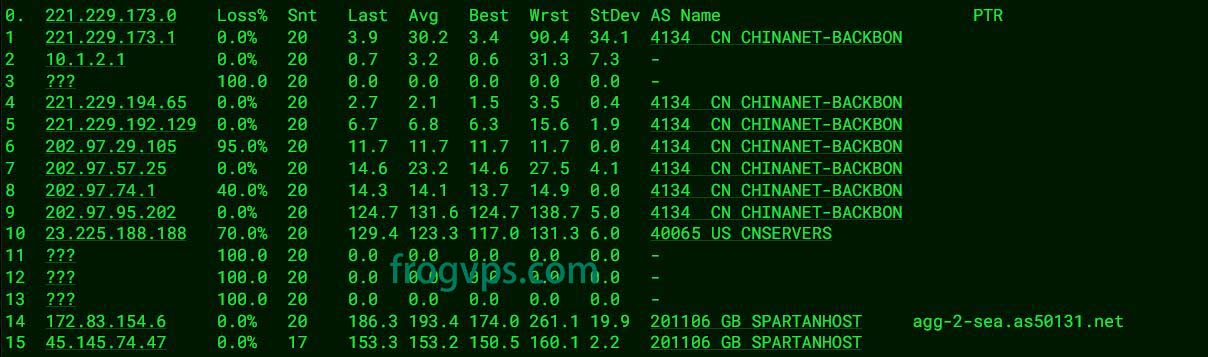 0. 221.229.173.0 Loss% Snt Last Avg Best Wrst StDev AS Name PTR
1 221.229.173.1 0.0% 20 3.9 30.2 3.4 90.4 34.1 4134 CN CHINANET-BACKBON
2 10.1.2.1 0.0% 20 0.7 3.2 0.6 31.3 7.3 -
3 ??? 100.0 20 0.0 0.0 0.0 0.0 0.0 -
4 221.229.194.65 0.0% 20 2.7 2.1 1.5 3.5 0.4 4134 CN CHINANET-BACKBON
5 221.229.192.129 0.0% 20 6.7 6.8 6.3 15.6 1.9 4134 CN CHINANET-BACKBON
6 202.97.29.105 95.0% 20 11.7 11.7 11.7 11.7 0.0 4134 CN CHINANET-BACKBON
7 202.97.57.25 0.0% 20 14.6 23.2 14.6 27.5 4.1 4134 CN CHINANET-BACKBON
8 202.97.74.1 40.0% 20 14.3 14.1 13.7 14.9 0.0 4134 CN CHINANET-BACKBON
9 202.97.95.202 0.0% 20 124.7 131.6 124.7 138.7 5.0 4134 CN CHINANET-BACKBON
10 23.225.188.188 70.0% 20 129.4 123.3 117.0 131.3 6.0 40065 US CNSERVERS
11 ??? 100.0 20 0.0 0.0 0.0 0.0 0.0 -
frogvps.com
12 ??? 100.0 20 0.0 0.0 0.0 0.0 0.0 -
13 ??? 100.0 20 0.0 0.0 0.0 0.0 0.0 -
14 172.83.154.6 0.0% 20 186.3 193.4 174.0 261.1 19.9 201106 GB SPARTANHOST agg-2-sea.as50131.net
15 45.145.74.47 0.0% 17 153.3 153.2 150.5 160.1 2.2 201106 GB SPARTANHOST